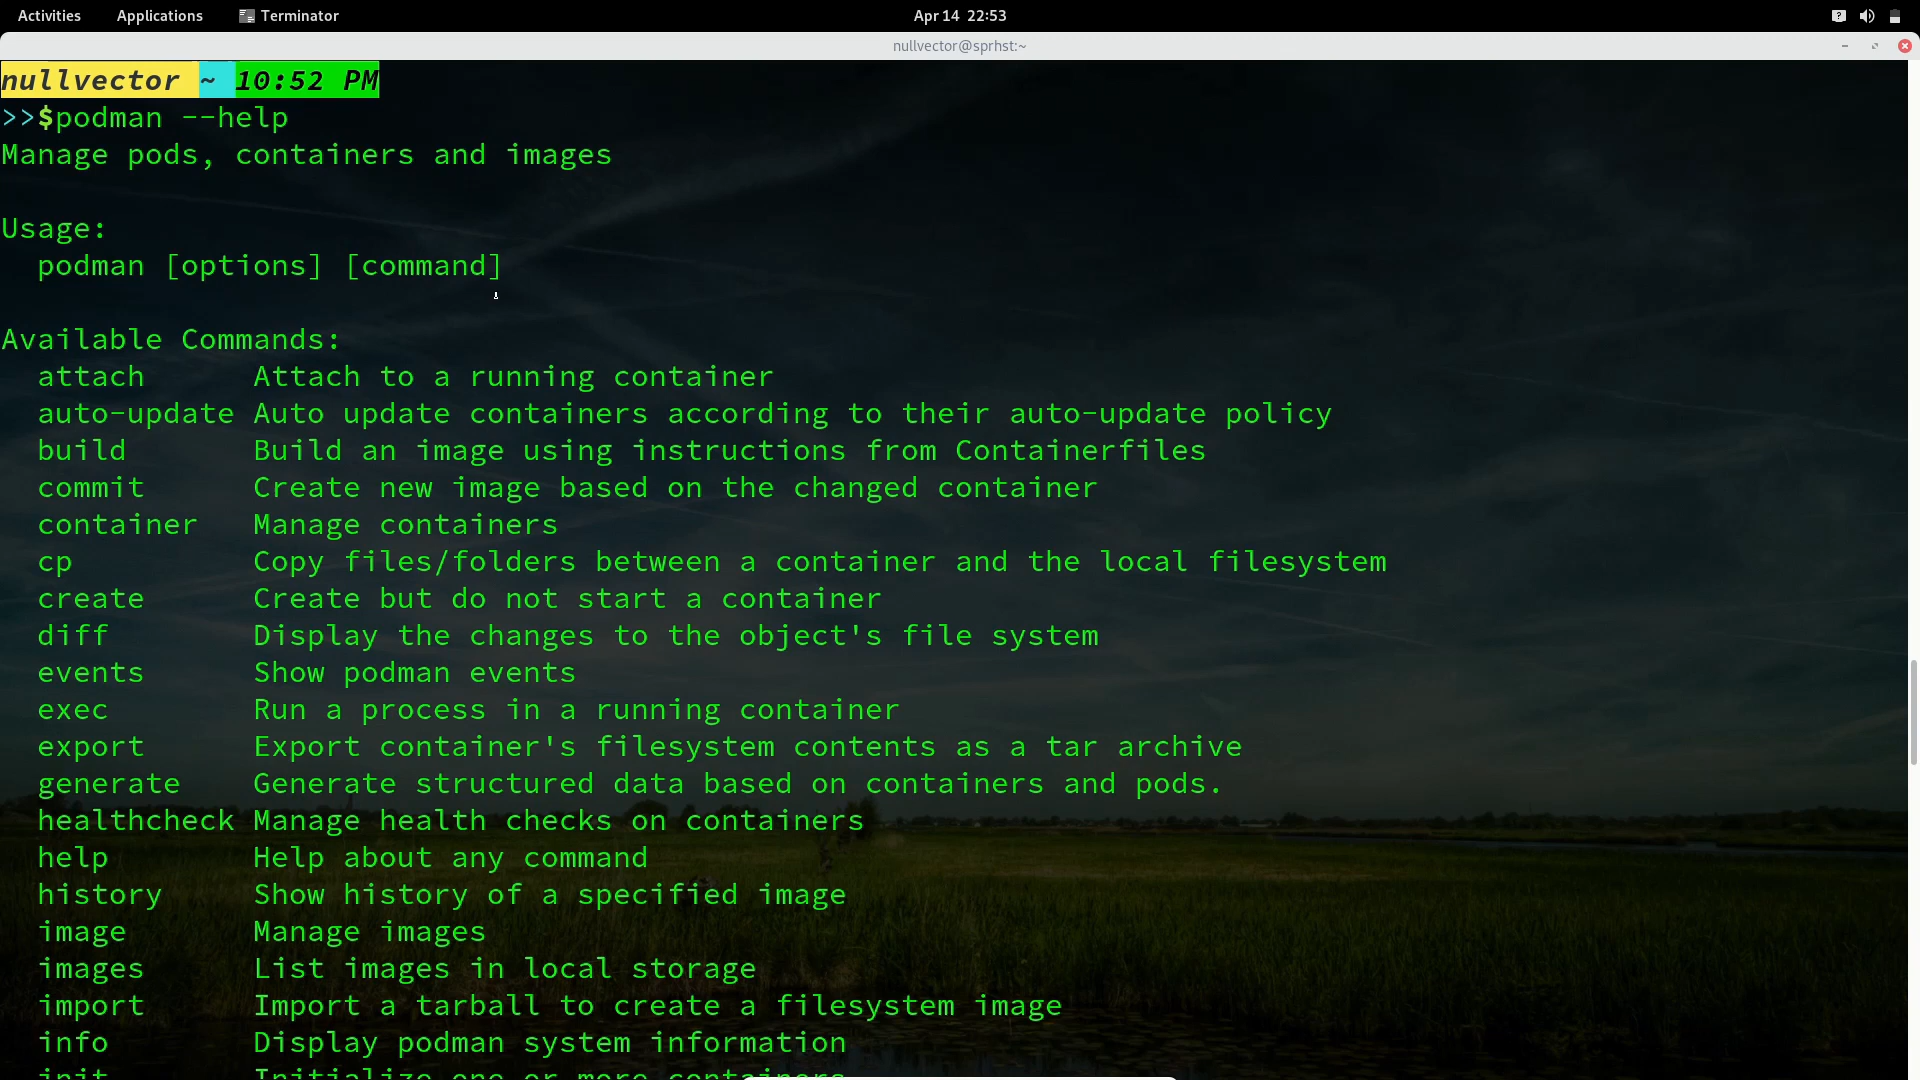 Activities Applications Terminator Apr 14 22:53
nullvector@sprhst:~
nullvector ~ 10:52 PM
>>$podman --help
Manage pods, containers and images
Usage:
podman [options] [command]
Available Commands:
attach Attach to a running container
auto-update Auto update containers according to their auto-update policy
build Build an image using instructions from Containerfiles
commit Create new image based on the changed container
container Manage containers
cp Copy files/folders between a container and the local filesystem
create Create but do not start a container
diff Display the changes to the object's file system
events Show podman events
exec Run a process in a running container
export Export container's filesystem contents as a tar archive
generate Generate structured data based on containers and pods.
healthcheck Manage health checks on containers
help Help about any command
history Show history of a specified image
image Manage images
images List images in local storage
import Import a tarball to create a filesystem image
info Display podman system information
init Initialize one or more containers